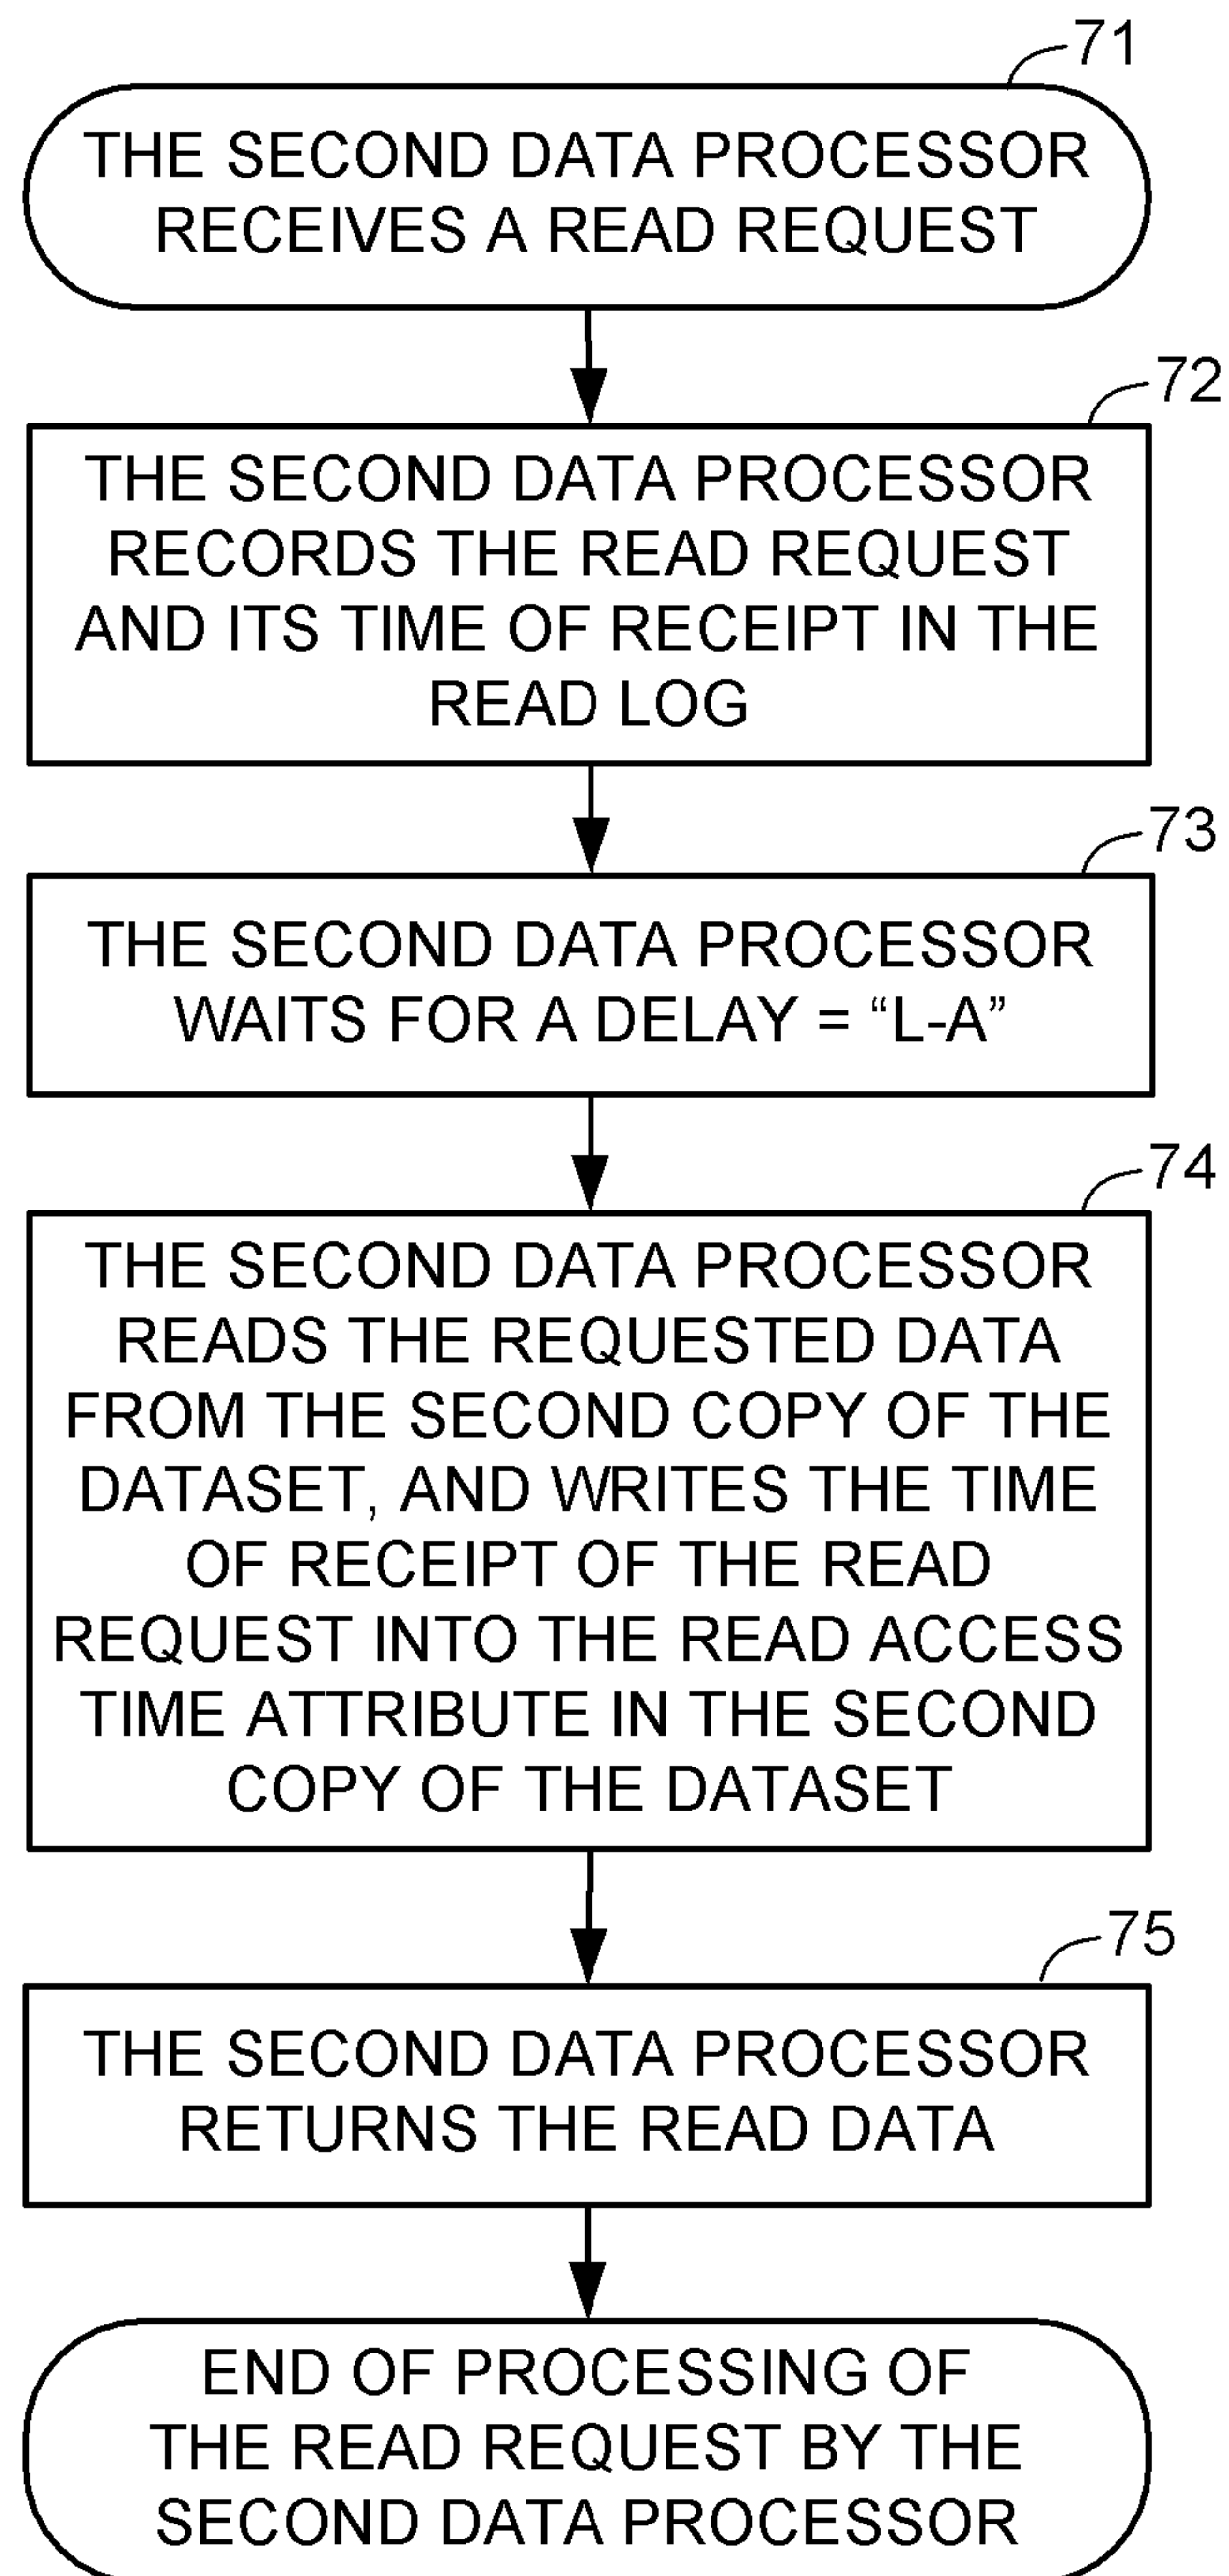 71
THE SECOND DATA PROCESSOR
RECEIVES A READ REQUEST
72
THE SECOND DATA PROCESSOR
RECORDS THE READ REQUEST
AND ITS TIME OF RECEIPT IN THE
READ LOG
73
THE SECOND DATA PROCESSOR
WAITS FOR A DELAY = “L-A”
74
THE SECOND DATA PROCESSOR
READS THE REQUESTED DATA
FROM THE SECOND COPY OF THE
DATASET, AND WRITES THE TIME
OF RECEIPT OF THE READ
REQUEST INTO THE READ ACCESS
TIME ATTRIBUTE IN THE SECOND
COPY OF THE DATASET
75
THE SECOND DATA PROCESSOR
RETURNS THE READ DATA
END OF PROCESSING OF
THE READ REQUEST BY THE
SECOND DATA PROCESSOR